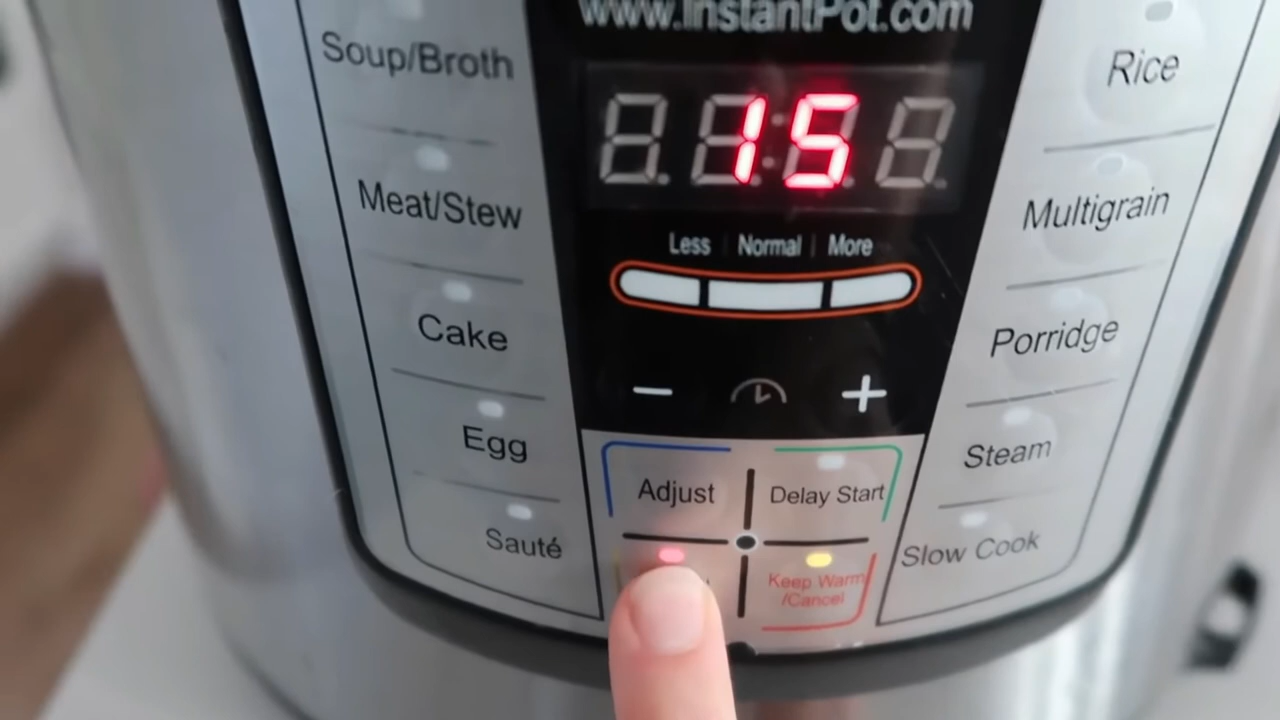 www.InstantPot.com
Soup/Broth
Meat/Stew
Cake
Egg
Sauté
15
Less | Normal | More
− +
Adjust
Delay Start
Keep Warm
/Cancel
Rice
Multigrain
Porridge
Steam
Slow Cook